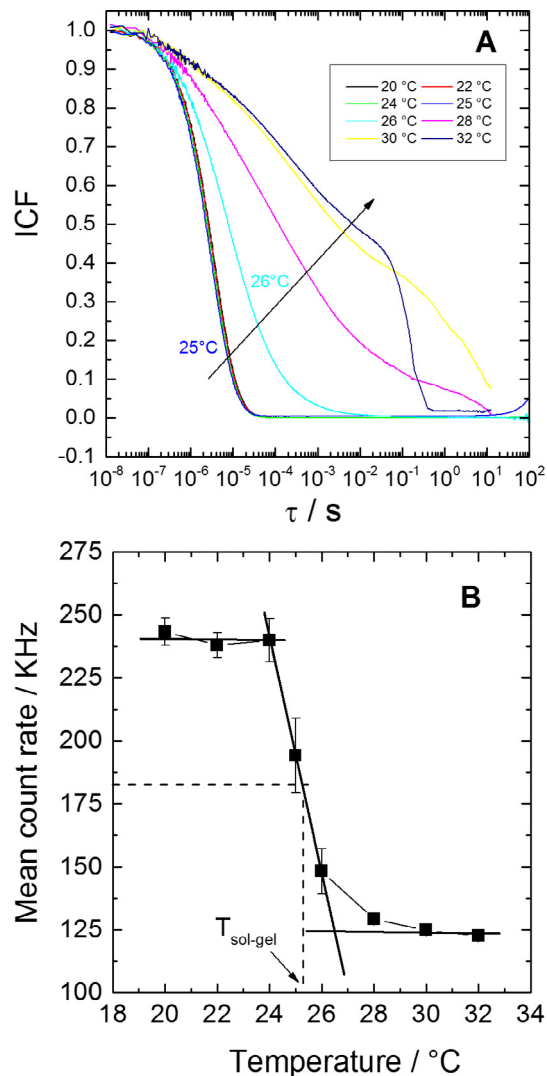 A
1.0
0.9
0.8
0.7
0.6
0.5
0.4
0.3
0.2
0.1
0.0
-0.1
ICF
20 °C 22 °C
24 °C 25 °C
26 °C 28 °C
30 °C 32 °C
26°C
25°C
10⁻⁸ 10⁻⁷ 10⁻⁶ 10⁻⁵ 10⁻⁴ 10⁻³ 10⁻² 10⁻¹ 10⁰ 10¹ 10²
τ / s
B
275
250
225
200
175
150
125
100
Mean count rate / KHz
T sol-gel
18 20 22 24 26 28 30 32 34
Temperature / °C